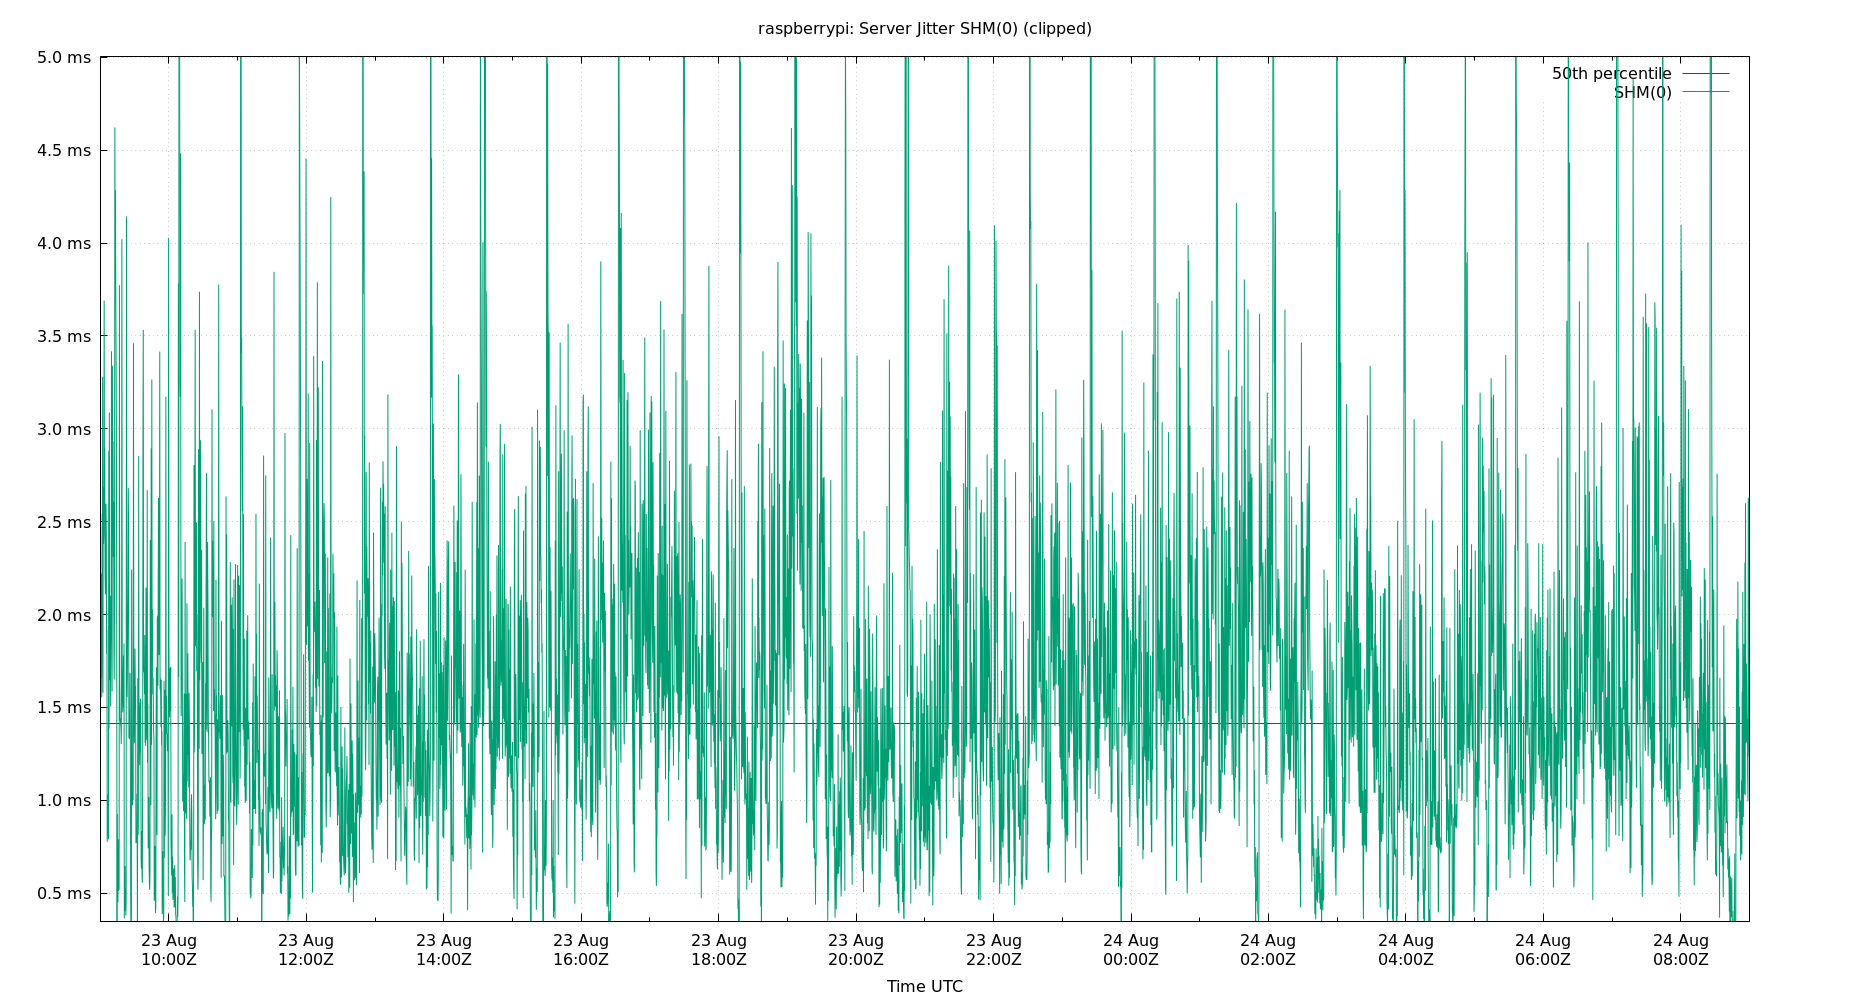 raspberrypi: Server Jitter SHM(0) (clipped)
5.0 ms
4.5 ms
4.0 ms
3.5 ms
3.0 ms
2.5 ms
2.0 ms
1.5 ms
1.0 ms
0.5 ms
50th percentile
SHM(0)
23 Aug 23 Aug 23 Aug 23 Aug 23 Aug 23 Aug 23 Aug 24 Aug 24 Aug 24 Aug 24 Aug 24 Aug
10:00Z 12:00Z 14:00Z 16:00Z 18:00Z 20:00Z 22:00Z 00:00Z 02:00Z 04:00Z 06:00Z 08:00Z
Time UTC